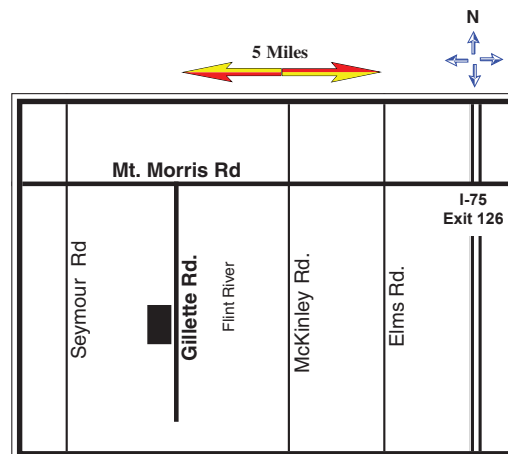 N
5 Miles
Mt. Morris Rd
I-75
Exit 126
Seymour Rd
Gillette Rd.
Flint River
McKinley Rd.
Elms Rd.